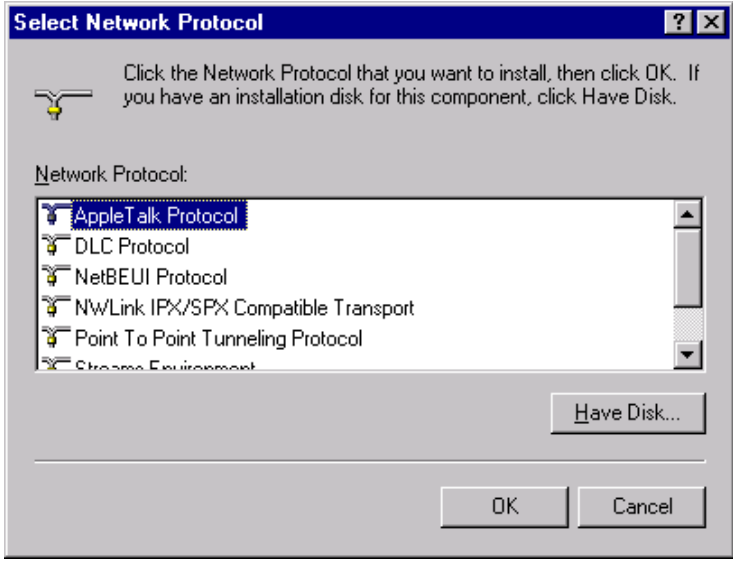 Select Network Protocol
Click the Network Protocol that you want to install, then click OK. If
you have an installation disk for this component, click Have Disk.
Network Protocol:
AppleTalk Protocol
DLC Protocol
NetBEUI Protocol
NWLink IPX/SPX Compatible Transport
Point To Point Tunneling Protocol
Streams Environment
Have Disk...
OK Cancel